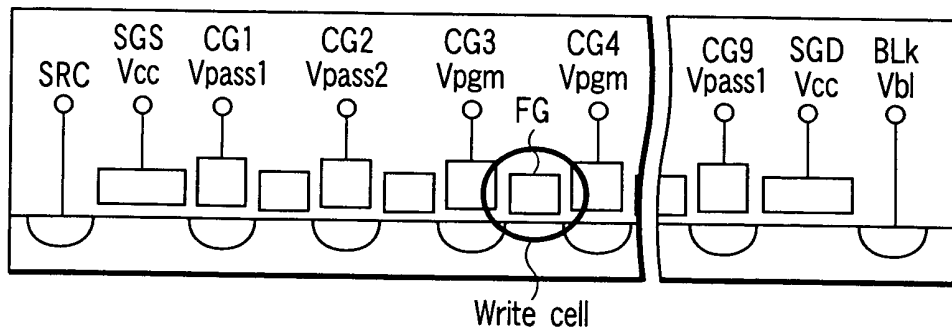 SRC
SGS
Vcc
CG1
Vpass1
CG2
Vpass2
CG3
Vpgm
FG
CG4
Vpgm
CG9
Vpass1
SGD
Vcc
BLk
Vbl
Write cell